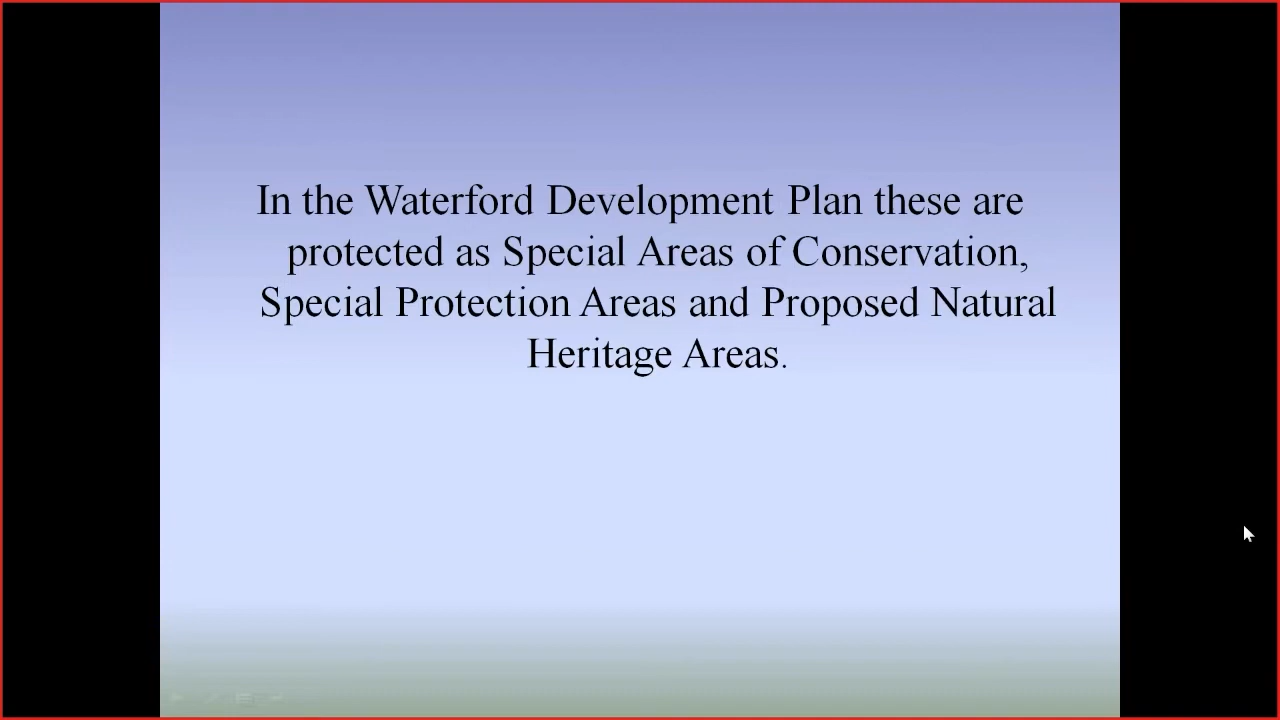 In the Waterford Development Plan these are
protected as Special Areas of Conservation,
Special Protection Areas and Proposed Natural
Heritage Areas.